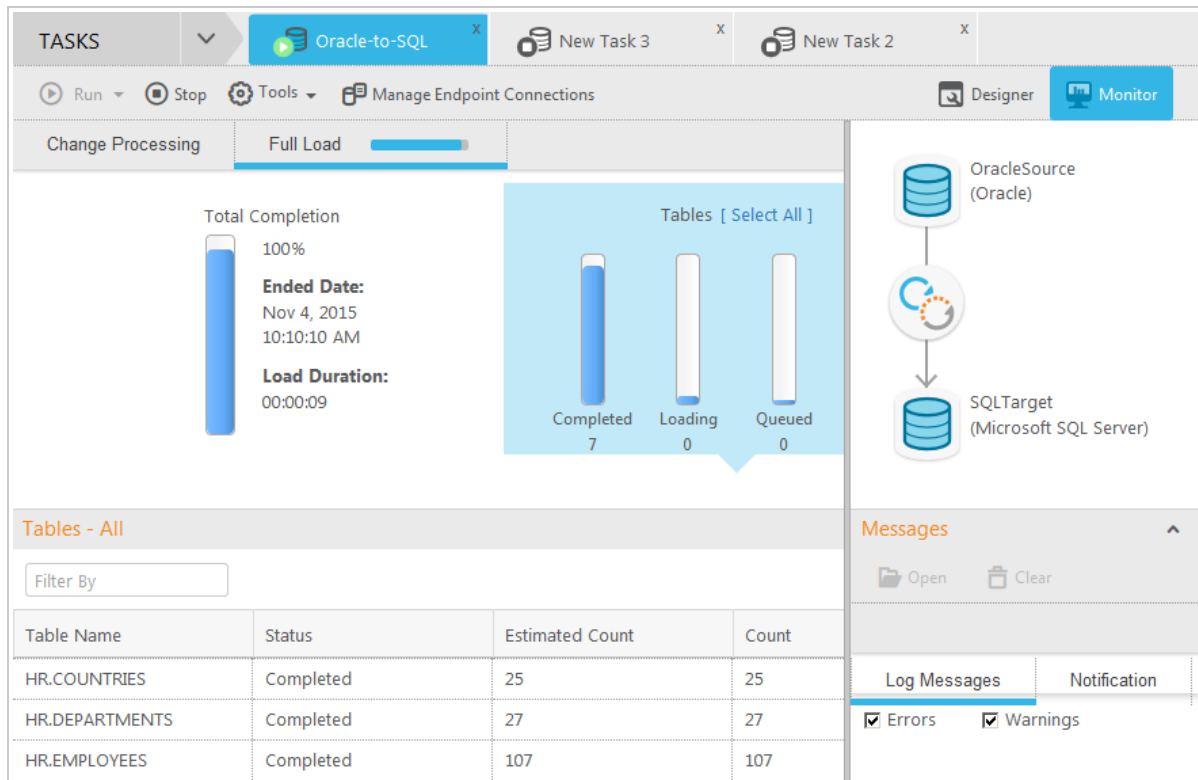 TASKS
Oracle-to-SQL x
New Task 3 x
New Task 2 x
Run Stop Tools Manage Endpoint Connections Designer Monitor
Change Processing Full Load
Total Completion
100%
Ended Date:
Nov 4, 2015
10:10:10 AM
Load Duration:
00:00:09
Tables [ Select All ]
Completed Loading Queued
7 0 0
OracleSource
(Oracle)
SQLTarget
(Microsoft SQL Server)
Tables - All
Filter By
Table Name Status Estimated Count Count
HR.COUNTRIES Completed 25 25
HR.DEPARTMENTS Completed 27 27
HR.EMPLOYEES Completed 107 107
Messages
Open Clear
Log Messages Notification
Errors Warnings